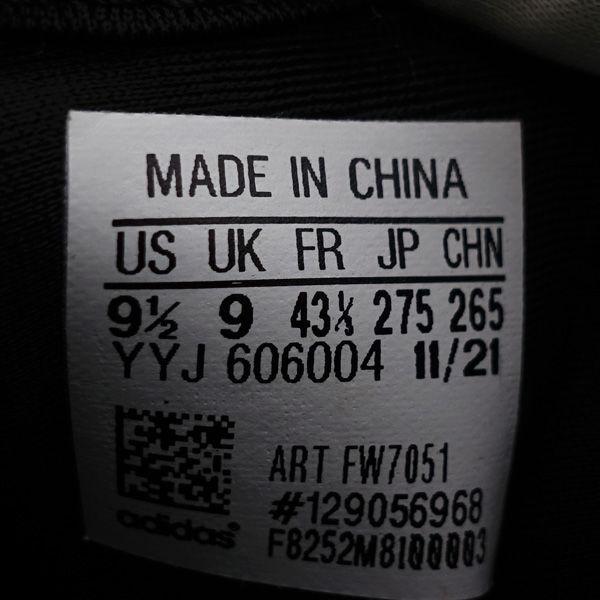 MADE IN CHINA
US UK FR JP CHN
9½ 9 43⅓ 275 265
YYJ 606004 11/21
ART FW7051
#129056968
adidas®
F8252M8100003